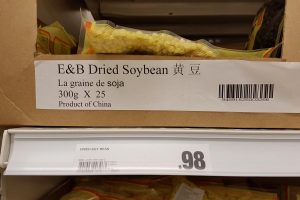 E&B Dried Soybean 黄 豆
La graine de soja
300g X 25
Product of China
.98